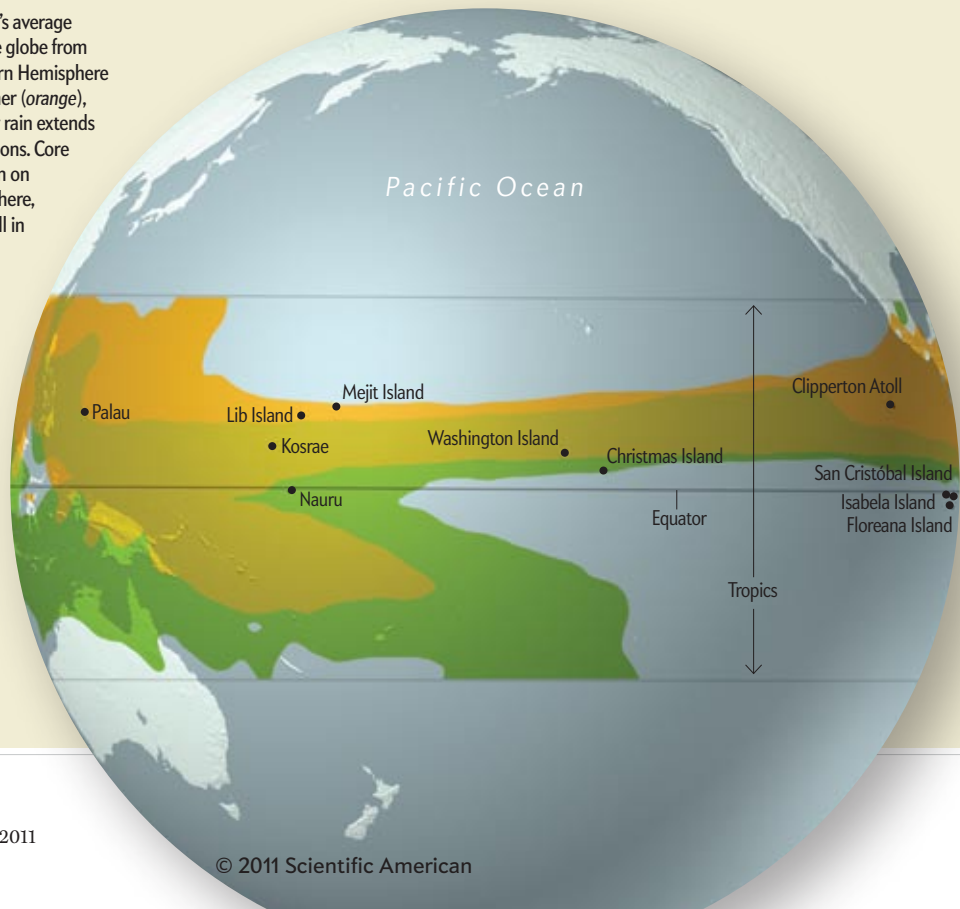 ’s average
globe from
rn Hemisphere
ner (orange),
rain extends
ons. Core
n on
here,
ll in
Pacific Ocean
Mejit Island
Clipperton Atoll
Palau
Lib Island
Washington Island
Kosrae
Christmas Island
San Cristóbal Island
Nauru
Isabela Island
Equator
Floreana Island
Tropics
2011
© 2011 Scientific American